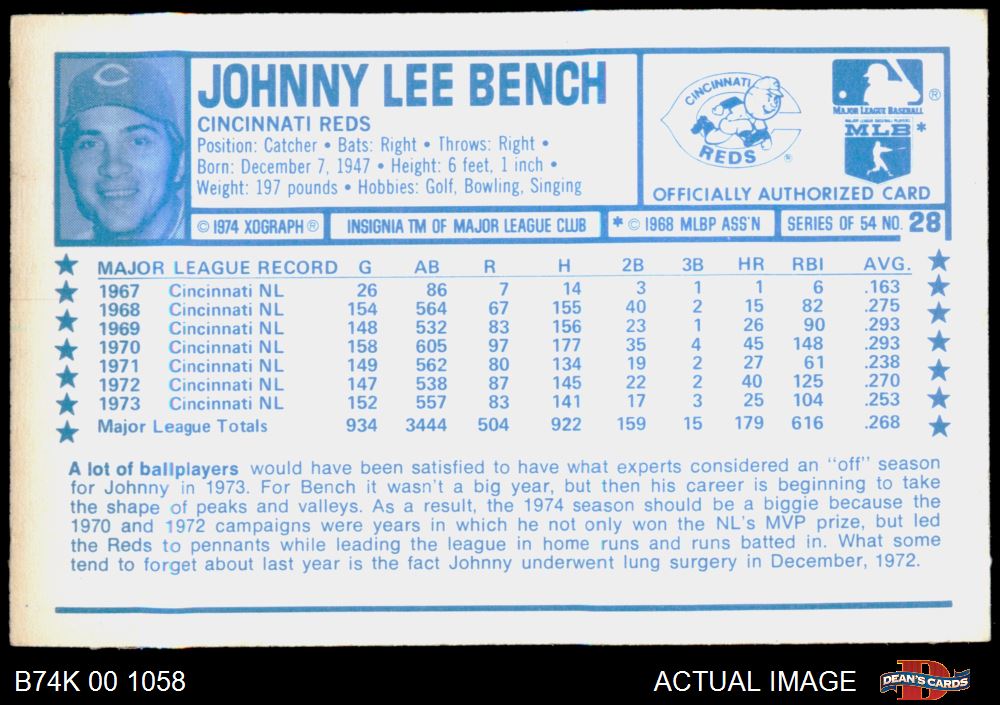 JOHNNY LEE BENCH
CINCINNATI REDS
Position: Catcher • Bats: Right • Throws: Right •
Born: December 7, 1947 • Height: 6 feet, 1 inch •
Weight: 197 pounds • Hobbies: Golf, Bowling, Singing
CINCINNATI
REDS
®
MAJOR LEAGUE BASEBALL
®
MAJOR LEAGUE BASEBALL PLAYERS
MLB*
OFFICIALLY AUTHORIZED CARD
© 1974 XOGRAPH ® INSIGNIA TM OF MAJOR LEAGUE CLUB * © 1968 MLBP ASS'N SERIES OF 54 NO. 28
MAJOR LEAGUE RECORD G AB R H 2B 3B HR RBI AVG.
1967 Cincinnati NL 26 86 7 14 3 1 1 6 .163
1968 Cincinnati NL 154 564 67 155 40 2 15 82 .275
1969 Cincinnati NL 148 532 83 156 23 1 26 90 .293
1970 Cincinnati NL 158 605 97 177 35 4 45 148 .293
1971 Cincinnati NL 149 562 80 134 19 2 27 61 .238
1972 Cincinnati NL 147 538 87 145 22 2 40 125 .270
1973 Cincinnati NL 152 557 83 141 17 3 25 104 .253
Major League Totals 934 3444 504 922 159 15 179 616 .268
A lot of ballplayers would have been satisfied to have what experts considered an "off" season
for Johnny in 1973. For Bench it wasn't a big year, but then his career is beginning to take
the shape of peaks and valleys. As a result, the 1974 season should be a biggie because the
1970 and 1972 campaigns were years in which he not only won the NL's MVP prize, but led
the Reds to pennants while leading the league in home runs and runs batted in. What some
tend to forget about last year is the fact Johnny underwent lung surgery in December, 1972.
B74K 00 1058
ACTUAL IMAGE
DEAN'S CARDS